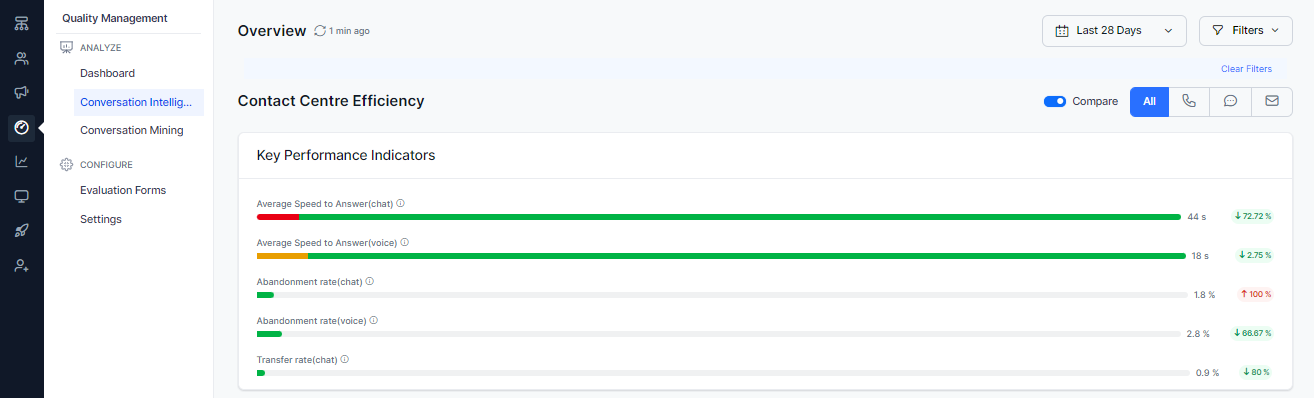 Quality Management
ANALYZE
Dashboard
Conversation Intellig...
Conversation Mining
CONFIGURE
Evaluation Forms
Settings
Overview 1 min ago
Last 28 Days
Filters
Clear Filters
Contact Centre Efficiency
Compare
All
Key Performance Indicators
Average Speed to Answer(chat)
44 s ↓72.72 %
Average Speed to Answer(voice)
18 s ↓2.75 %
Abandonment rate(chat)
1.8 % ↑100 %
Abandonment rate(voice)
2.8 % ↓66.67 %
Transfer rate(chat)
0.9 % ↓80 %